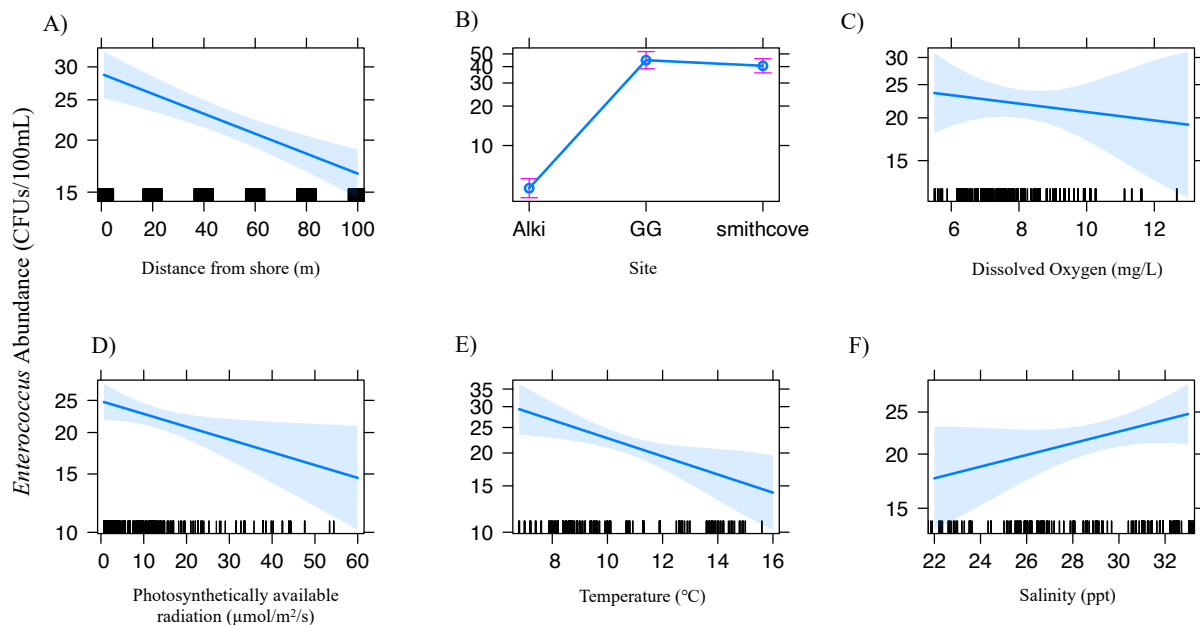 A)
B)
C)
Enterococcus Abundance (CFUs/100mL)
30
25
20
15
0 20 40 60 80 100
Distance from shore (m)
50
40
30
20
10
Alki GG smithcove
Site
30
25
20
15
6 8 10 12
Dissolved Oxygen (mg/L)
D)
E)
F)
25
20
15
10
0 10 20 30 40 50 60
Photosynthetically available
radiation (μmol/m²/s)
35
30
25
20
15
10
8 10 12 14 16
Temperature (°C)
25
20
15
22 24 26 28 30 32
Salinity (ppt)